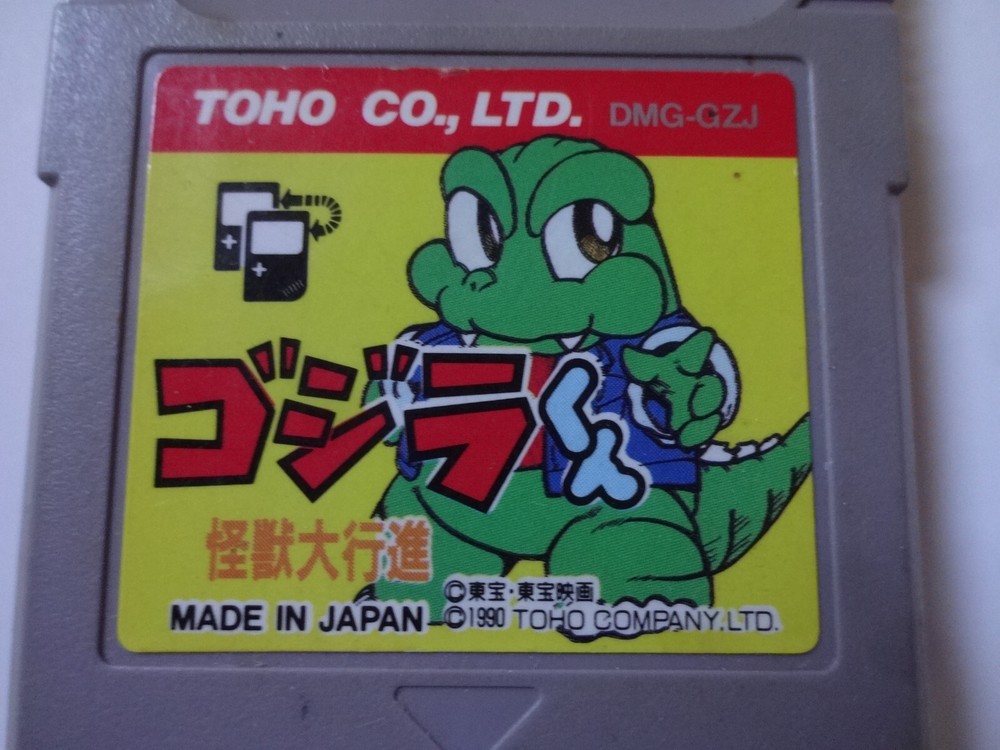 TOHO CO., LTD. DMG-GZJ
ゴジラくん
怪獣大行進
©東宝・東宝映画
MADE IN JAPAN ©1990 TOHO COMPANY.LTD.